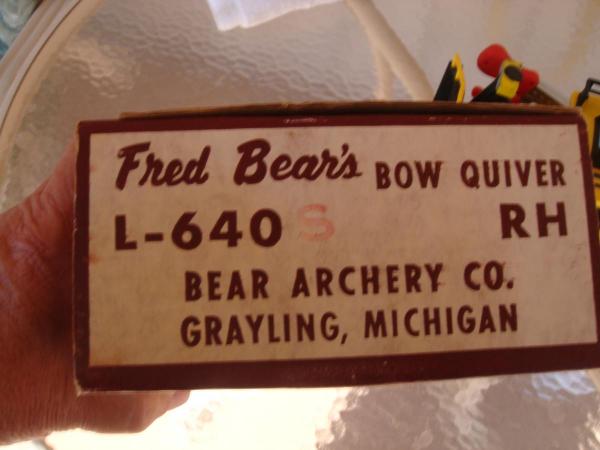 Fred Bear's BOW QUIVER
L-640 S RH
BEAR ARCHERY CO.
GRAYLING, MICHIGAN